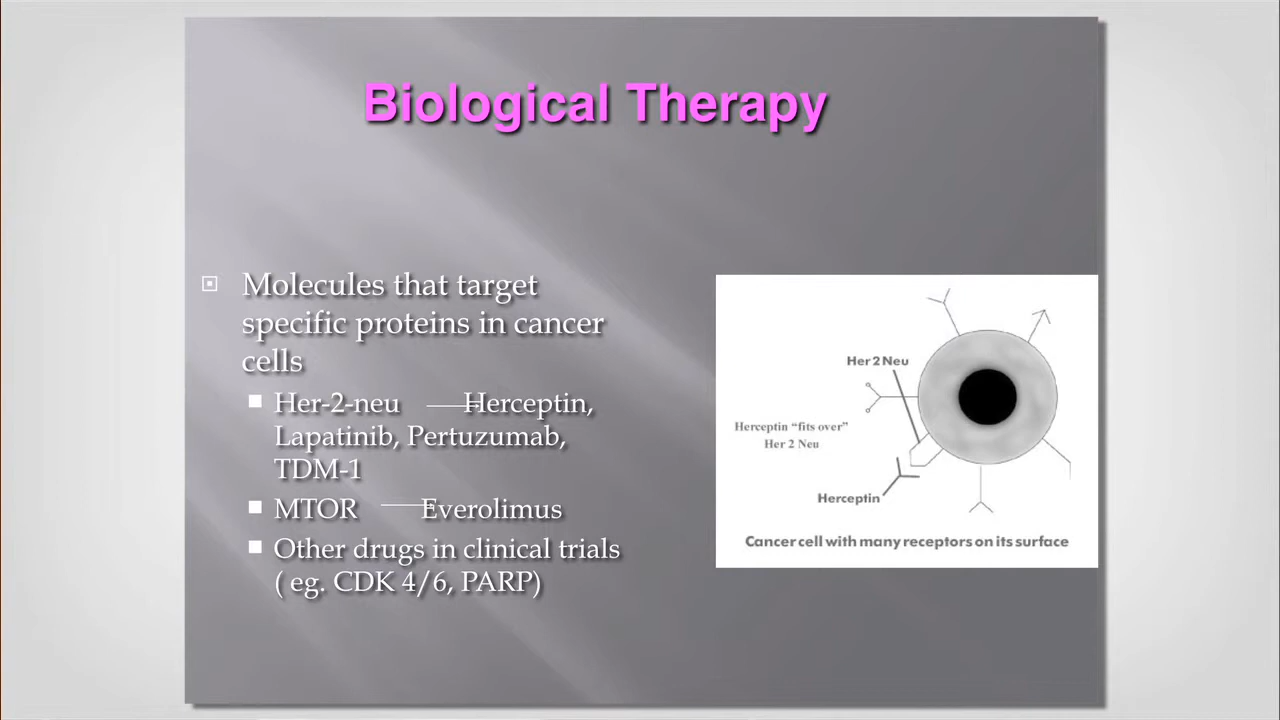 Biological Therapy
Molecules that target
specific proteins in cancer
cells
Her-2-neu Herceptin,
Lapatinib, Pertuzumab,
TDM-1
MTOR Everolimus
Other drugs in clinical trials
( eg. CDK 4/6, PARP)
Her 2 Neu
Herceptin “fits over”
Her 2 Neu
Herceptin
Cancer cell with many receptors on its surface